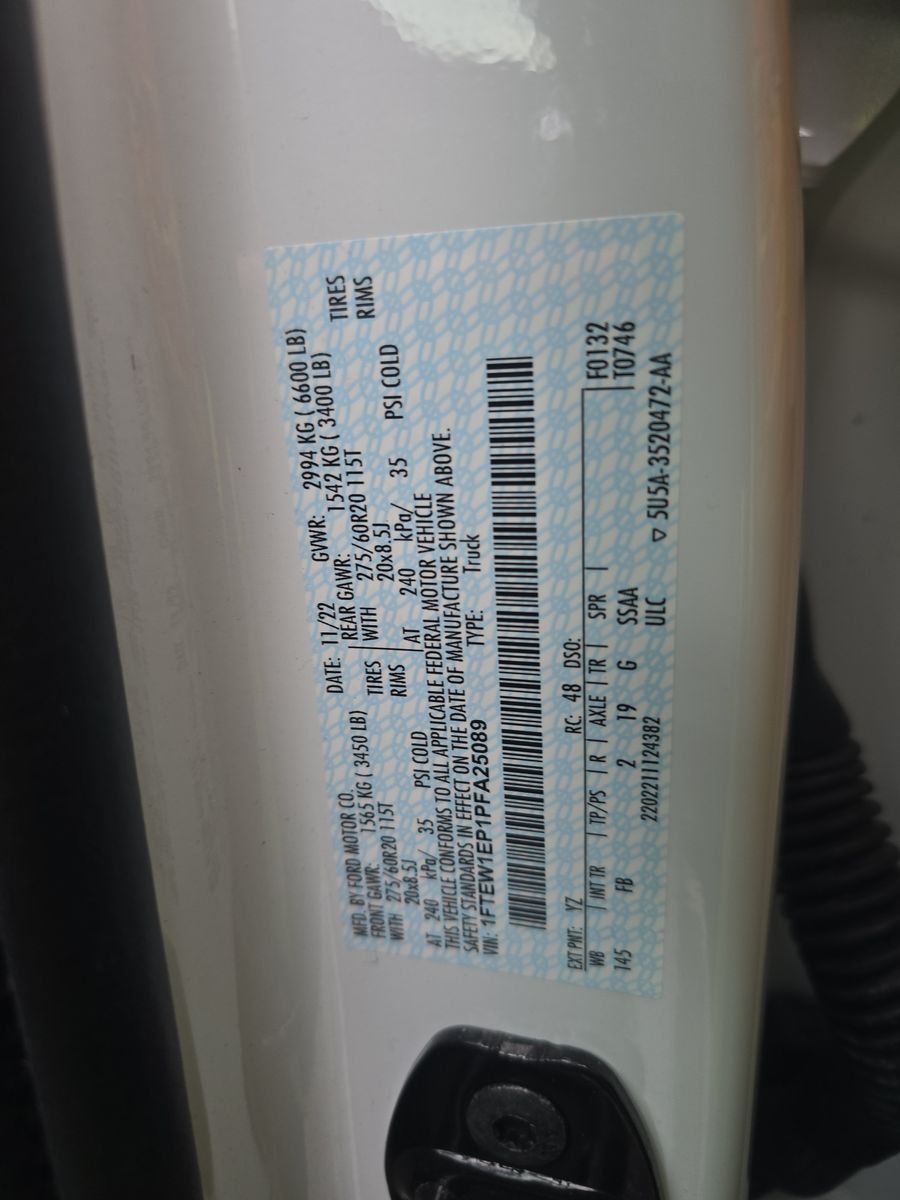 MFD. BY FORD MOTOR CO.
DATE: 11/22 GVWR: 2994 KG ( 6600 LB)
FRONT GAWR: 1565 KG ( 3450 LB) REAR GAWR: 1542 KG ( 3400 LB)
WITH 275/60R20 115T TIRES WITH 275/60R20 115T TIRES
20x8.5J RIMS 20x8.5J RIMS
AT 240 kPa/ 35 PSI COLD AT 240 kPa/ 35 PSI COLD
THIS VEHICLE CONFORMS TO ALL APPLICABLE FEDERAL MOTOR VEHICLE
SAFETY STANDARDS IN EFFECT ON THE DATE OF MANUFACTURE SHOWN ABOVE.
VIN: 1FTEW1EP1PFA25089 TYPE: Truck
EXT PNT: YZ RC: 48 DSO:
WB INT TR TP/PS R AXLE TR SPR F0132
145 FB 2 19 G SSAA T0746
2202211124382 ULC ▽ 5U5A-3520472-AA